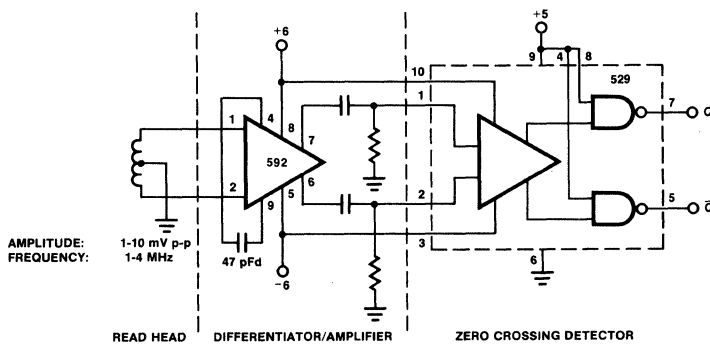 +6
+5
10
9
4
8
529
1
4
8
7
1
7
Q
592
2
9
5
6
2
5
Q̄
3
6
AMPLITUDE: 1-10 mV p-p
FREQUENCY: 1-4 MHz
47 pFd
-6
READ HEAD
DIFFERENTIATOR/AMPLIFIER
ZERO CROSSING DETECTOR